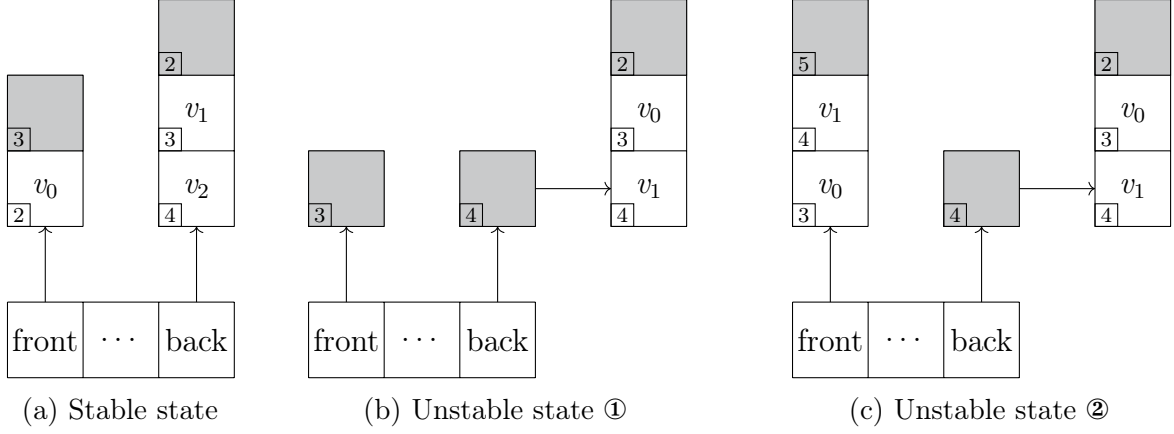 2
3
v₁
3
v₀
2
v₂
4
front ⋯ back
(a) Stable state
2
v₀
3
3
4
v₁
4
front ⋯ back
(b) Unstable state ①
5
2
v₁
4
v₀
3
v₀
3
4
v₁
4
front ⋯ back
(c) Unstable state ②